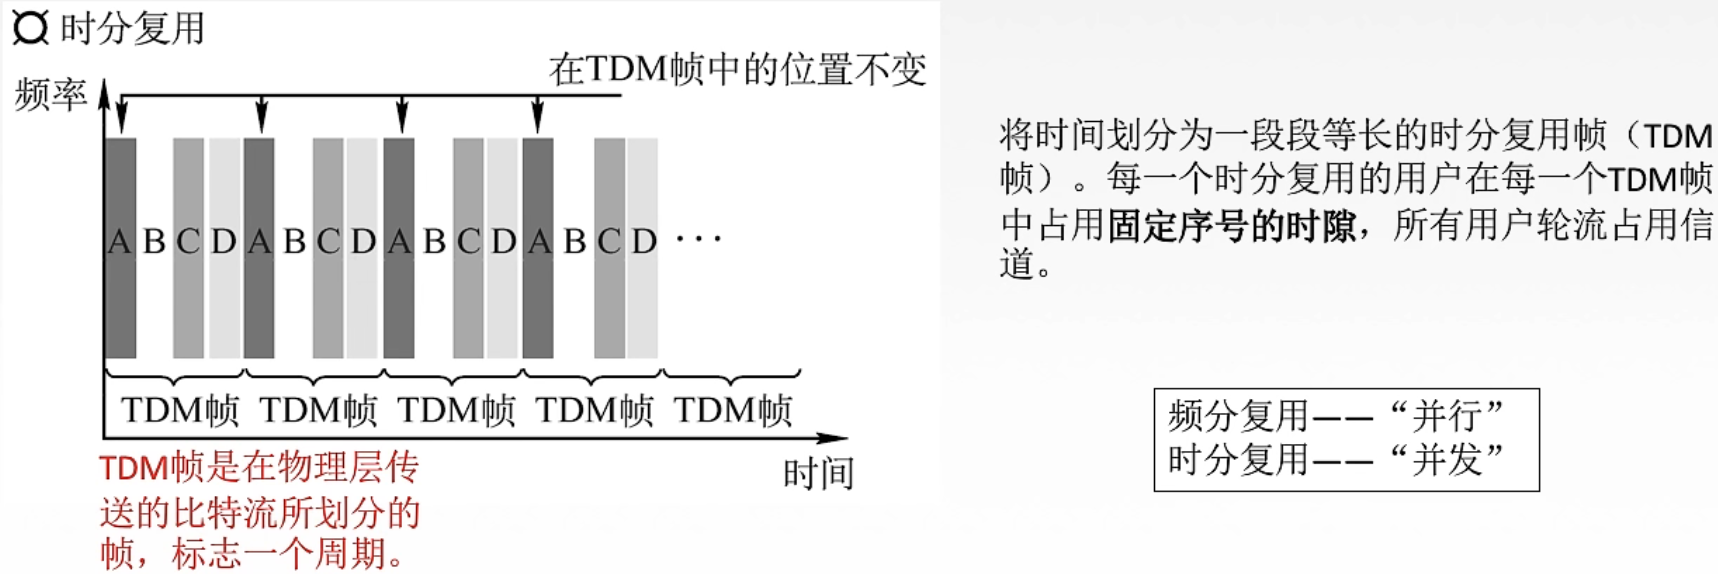 ¤ 时分复用
在TDM帧中的位置不变
频率
A B C D A B C D A B C D A B C D ···
TDM帧 TDM帧 TDM帧 TDM帧 TDM帧
时间
TDM帧是在物理层传
送的比特流所划分的
帧，标志一个周期。
将时间划分为一段段等长的时分复用帧（TDM
帧）。每一个时分复用的用户在每一个TDM帧
中占用固定序号的时隙，所有用户轮流占用信
道。
频分复用——“并行”
时分复用——“并发”